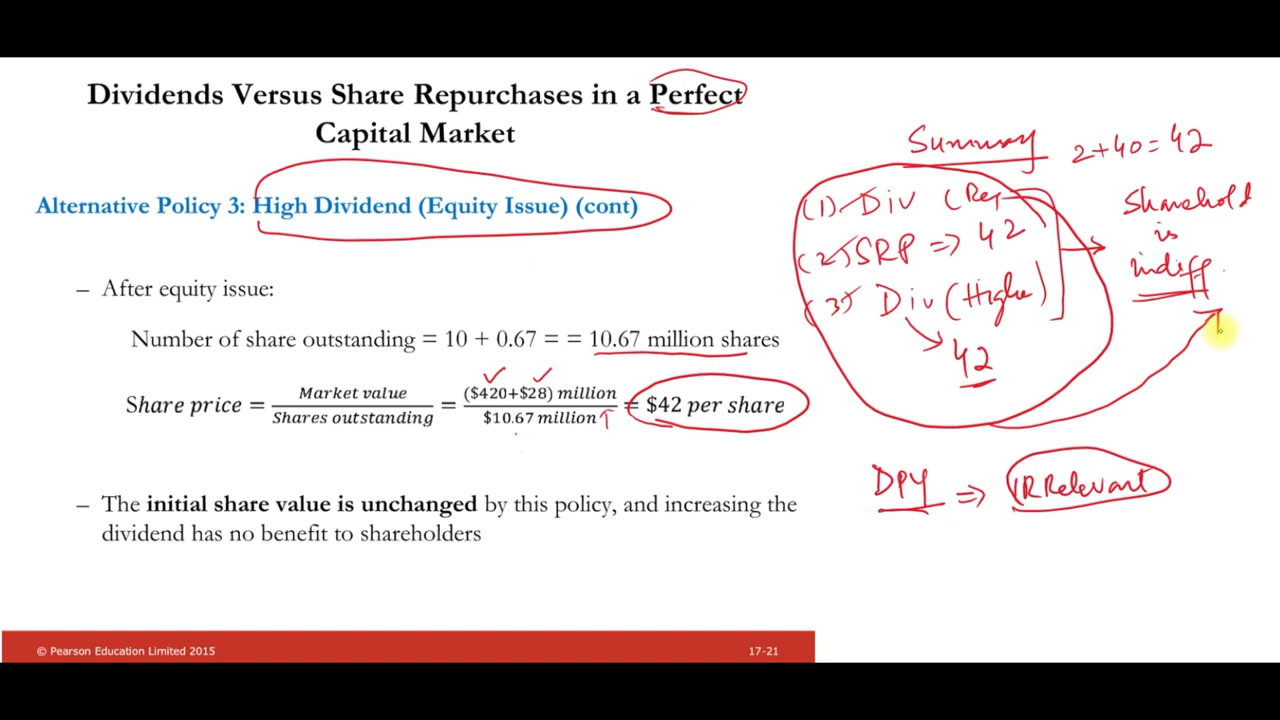 Dividends Versus Share Repurchases in a Perfect
Capital Market
Alternative Policy 3: High Dividend (Equity Issue) (cont)
– After equity issue:
Number of share outstanding = 10 + 0.67 = = 10.67 million shares
Share price = Market value / Shares outstanding = ($420+$28) million / $10.67 million = $42 per share
– The initial share value is unchanged by this policy, and increasing the
dividend has no benefit to shareholders
© Pearson Education Limited 2015
17-21
Summary
2+40=42
(1) Div (Reg
(2) SRP => 42
(3) Div (Higher)
42
Sharehold
is
indiff.
DPY => IRRelevant